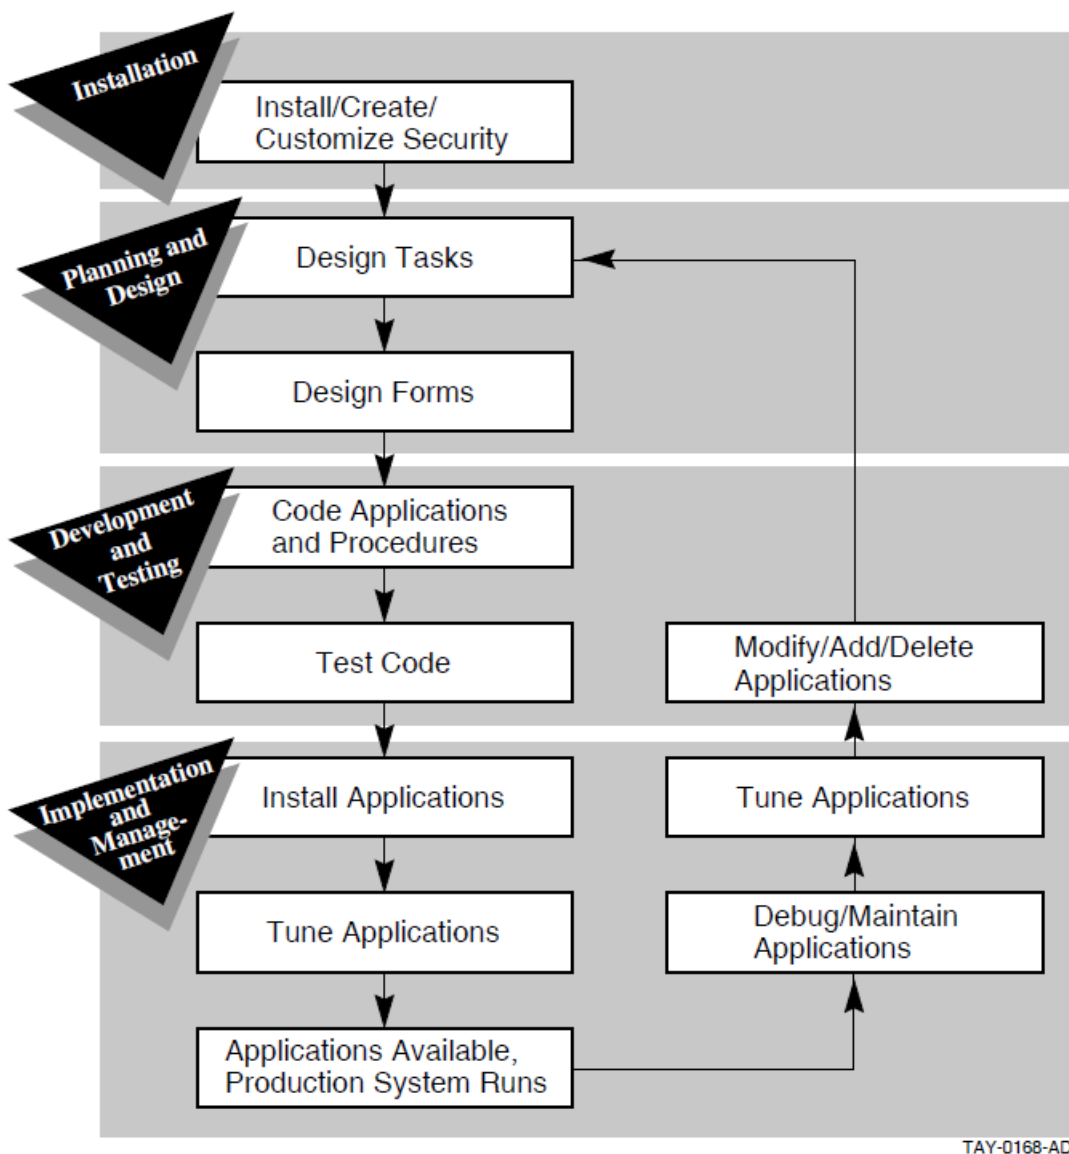 Installation
Install/Create/
Customize Security
Planning and
Design
Design Tasks
Design Forms
Development
and
Testing
Code Applications
and Procedures
Test Code
Modify/Add/Delete
Applications
Implementation
and
Manage-
ment
Install Applications
Tune Applications
Tune Applications
Debug/Maintain
Applications
Applications Available,
Production System Runs
TAY-0168-AD